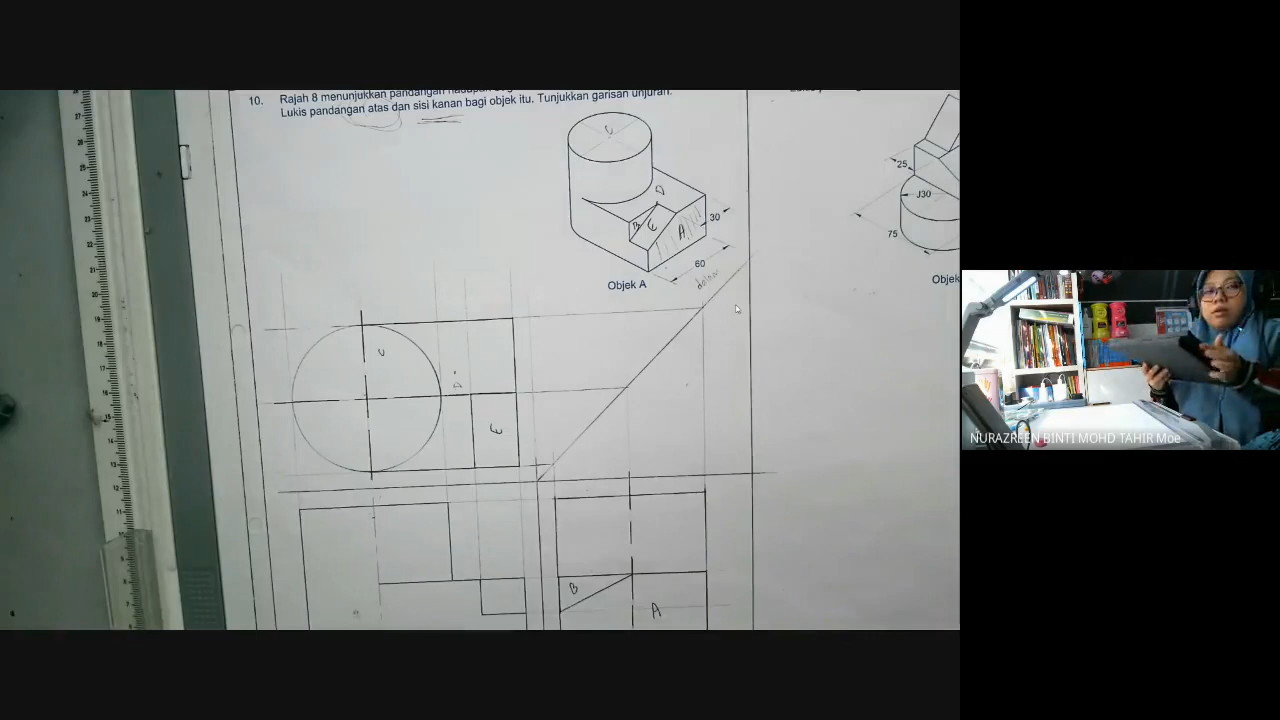 10. Rajah 8 menunjukkan pandangan
Lukis pandangan atas dan sisi kanan bagi objek itu. Tunjukkan garisan unjuran.
C
D
B
E
A
30
60
dalam
Objek A
25
J30
75
Objek
C
D
E
B
A
NURAZREEN BINTI MOHD TAHIR Moe